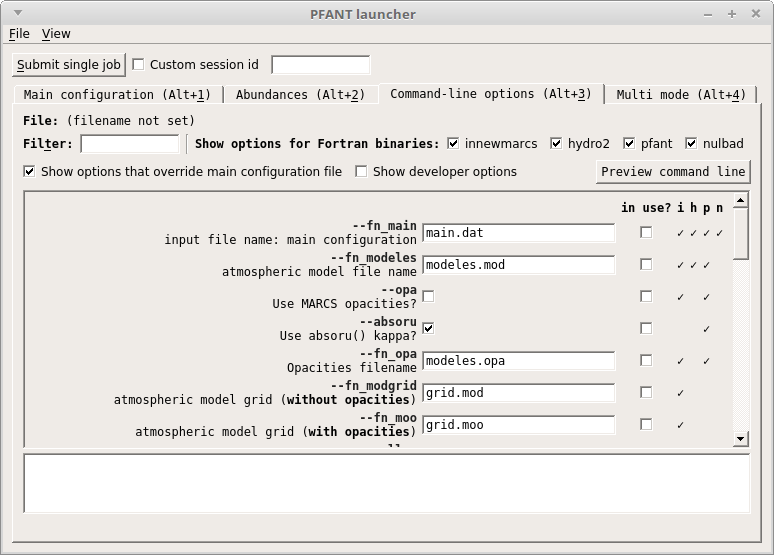 PFANT launcher
File View
Submit single job Custom session id
Main configuration (Alt+1) Abundances (Alt+2) Command-line options (Alt+3) Multi mode (Alt+4)
File: (filename not set)
Filter: Show options for Fortran binaries: ✓ innewmarcs ✓ hydro2 ✓ pfant ✓ nulbad
✓ Show options that override main configuration file Show developer options Preview command line
in use? i h p n
--fn_main
input file name: main configuration main.dat ✓ ✓ ✓ ✓
--fn_modeles
atmospheric model file name modeles.mod ✓ ✓ ✓
--opa
Use MARCS opacities? ✓ ✓
--absoru
Use absoru() kappa? ✓ ✓
--fn_opa
Opacities filename modeles.opa ✓ ✓
--fn_modgrid
atmospheric model grid (without opacities) grid.mod ✓
--fn_moo
atmospheric model grid (with opacities) grid.moo ✓